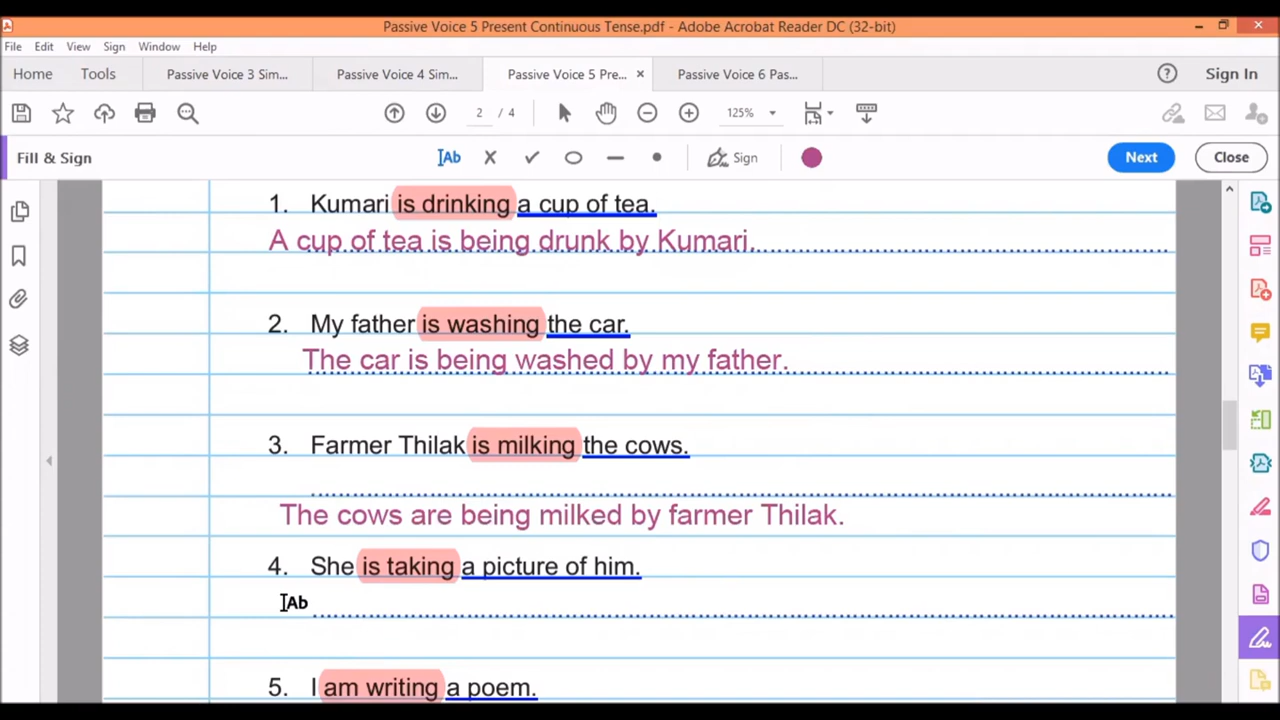 Passive Voice 5 Present Continuous Tense.pdf - Adobe Acrobat Reader DC (32-bit)
File Edit View Sign Window Help
Home Tools Passive Voice 3 Sim... Passive Voice 4 Sim... Passive Voice 5 Pre... × Passive Voice 6 Pas... Sign In
2 / 4 125%
Fill & Sign Ab Sign Next Close
1. Kumari is drinking a cup of tea.
A cup of tea is being drunk by Kumari.
2. My father is washing the car.
The car is being washed by my father.
3. Farmer Thilak is milking the cows.
The cows are being milked by farmer Thilak.
4. She is taking a picture of him.
Ab
5. I am writing a poem.